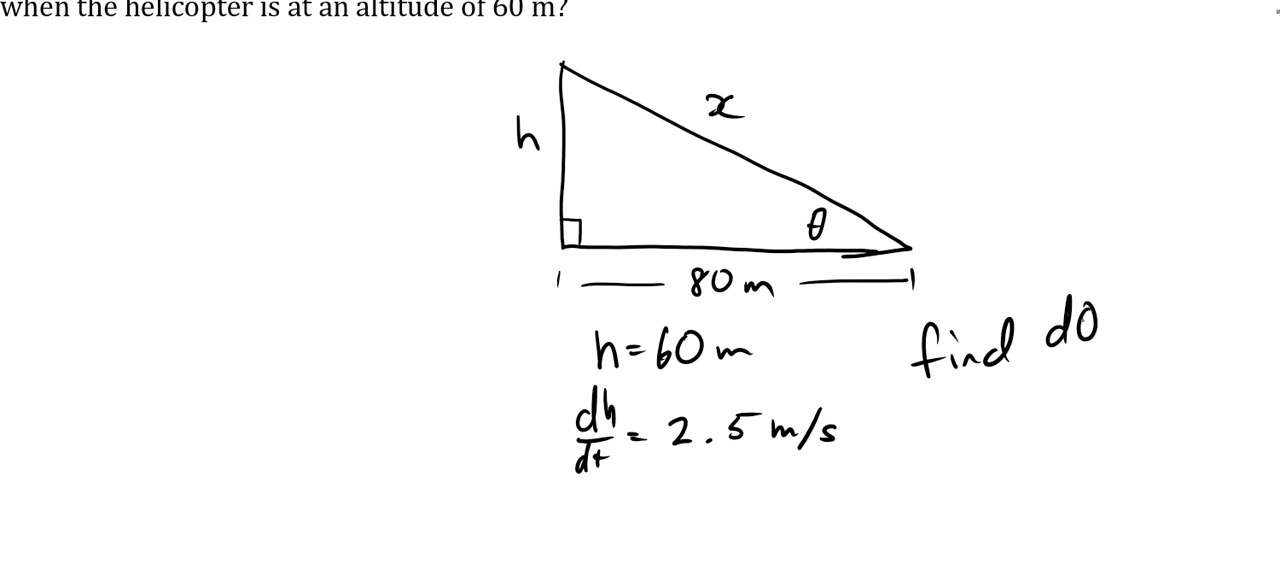 when the helicopter is at an altitude of 60 m?
x
h
θ
80 m
h = 60 m
find dθ
dh/dt = 2.5 m/s